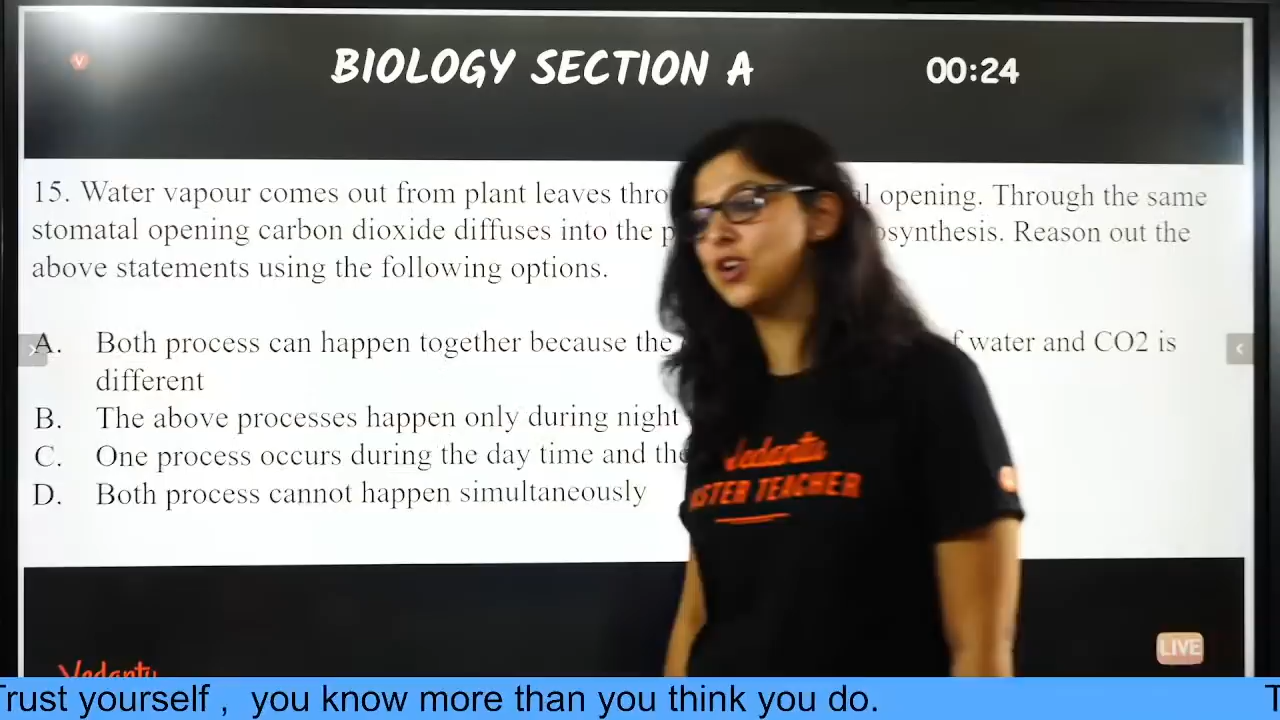 BIOLOGY SECTION A
00:24
15. Water vapour comes out from plant leaves opening. Through the same
stomatal opening carbon dioxide diffuses into the Reason out the
above statements using the following options.
A. Both process can happen together because the water and CO2 is
different
B. The above processes happen only during night
C. One process occurs during the day time and
D. Both process cannot happen simultaneously
Vedantu
TEACHER
LIVE
Vedantu
Trust yourself , you know more than you think you do.